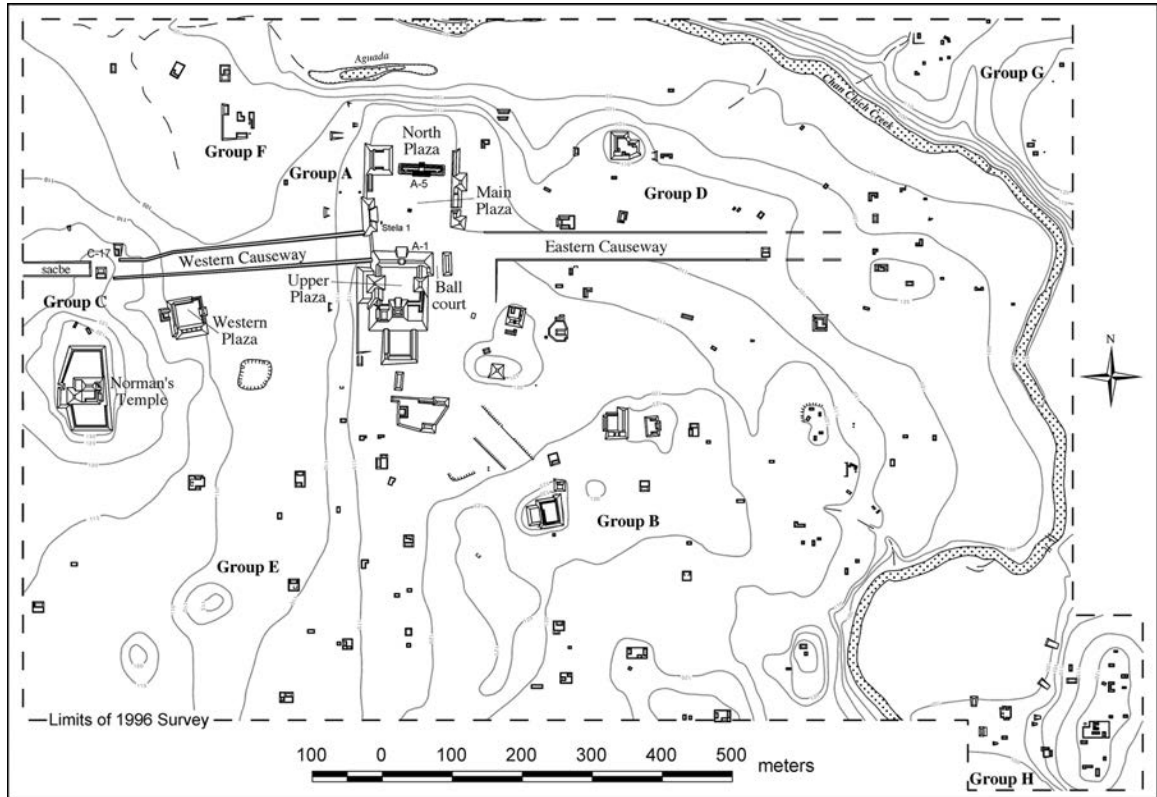 Aguada
Group G
Chan Chich Creek
Group F
North
Plaza
Group A
A-5
Main
Plaza
Group D
Stela 1
C-17
A-1
Western Causeway
Eastern Causeway
sacbe
Upper
Plaza
Ball
court
Group C
Western
Plaza
N
Norman's
Temple
Group B
Group E
Limits of 1996 Survey
100 0 100 200 300 400 500 meters
Group H